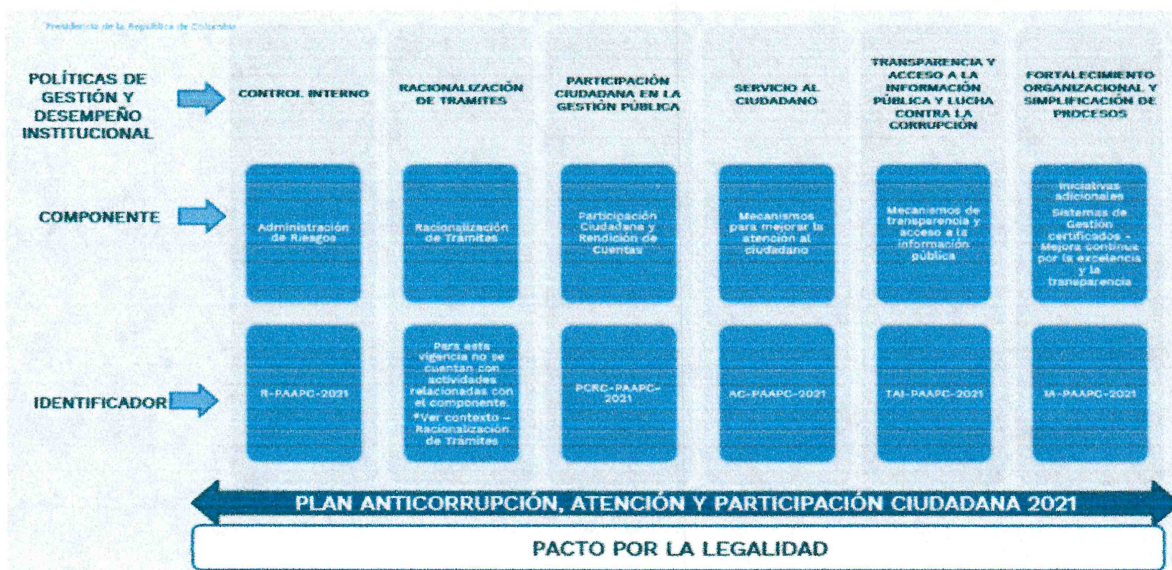 Presidencia de la República de Colombia
POLÍTICAS DE
GESTIÓN Y
DESEMPEÑO
INSTITUCIONAL
CONTROL INTERNO
RACIONALIZACIÓN
DE TRAMITES
PARTICIPACIÓN
CIUDADANA EN LA
GESTIÓN PÚBLICA
SERVICIO AL
CIUDADANO
TRANSPARENCIA Y
ACCESO A LA
INFORMACIÓN
PÚBLICA Y LUCHA
CONTRA LA
CORRUPCIÓN
FORTALECIMIENTO
ORGANIZACIONAL Y
SIMPLIFICACIÓN DE
PROCESOS
COMPONENTE
Administración
de Riesgos
Racionalización
de Trámites
Participación
Ciudadana y
Rendición de
Cuentas
Mecanismos
para mejorar la
atención al
ciudadano
Mecanismos de
transparencia y
acceso a la
información
pública
Iniciativas
adicionales
Sistemas de
Gestión
certificados -
Mejora continua
por la excelencia
y la
transparencia
IDENTIFICADOR
R-PAAPC-2021
Para esta
vigencia no se
cuentan con
actividades
relacionadas con
el componente.
*Ver contexto –
Racionalización
de Trámites
PCRC-PAAPC-
2021
AC-PAAPC-2021
TAI-PAAPC-2021
IA-PAAPC-2021
PLAN ANTICORRUPCIÓN, ATENCIÓN Y PARTICIPACIÓN CIUDADANA 2021
PACTO POR LA LEGALIDAD